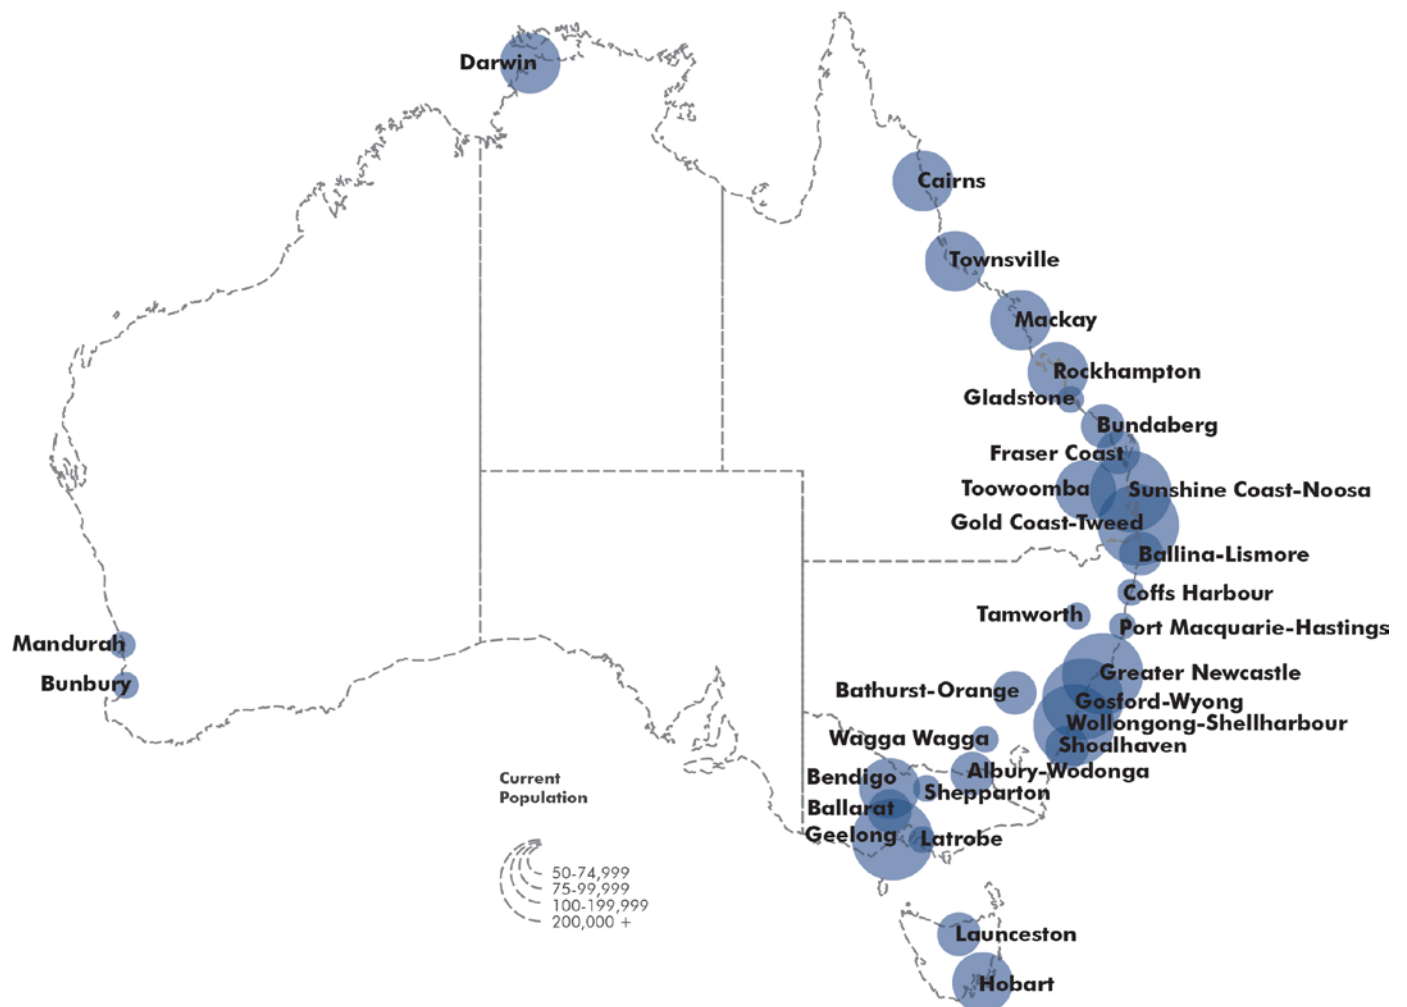 Darwin
Cairns
Townsville
Mackay
Rockhampton
Gladstone
Bundaberg
Fraser Coast
Toowoomba
Sunshine Coast-Noosa
Gold Coast-Tweed
Ballina-Lismore
Coffs Harbour
Tamworth
Port Macquarie-Hastings
Mandurah
Greater Newcastle
Bunbury
Bathurst-Orange
Gosford-Wyong
Wollongong-Shellharbour
Wagga Wagga
Shoalhaven
Albury-Wodonga
Bendigo
Shepparton
Ballarat
Geelong
Latrobe
Current
Population
50-74,999
75-99,999
100-199,999
200,000 +
Launceston
Hobart